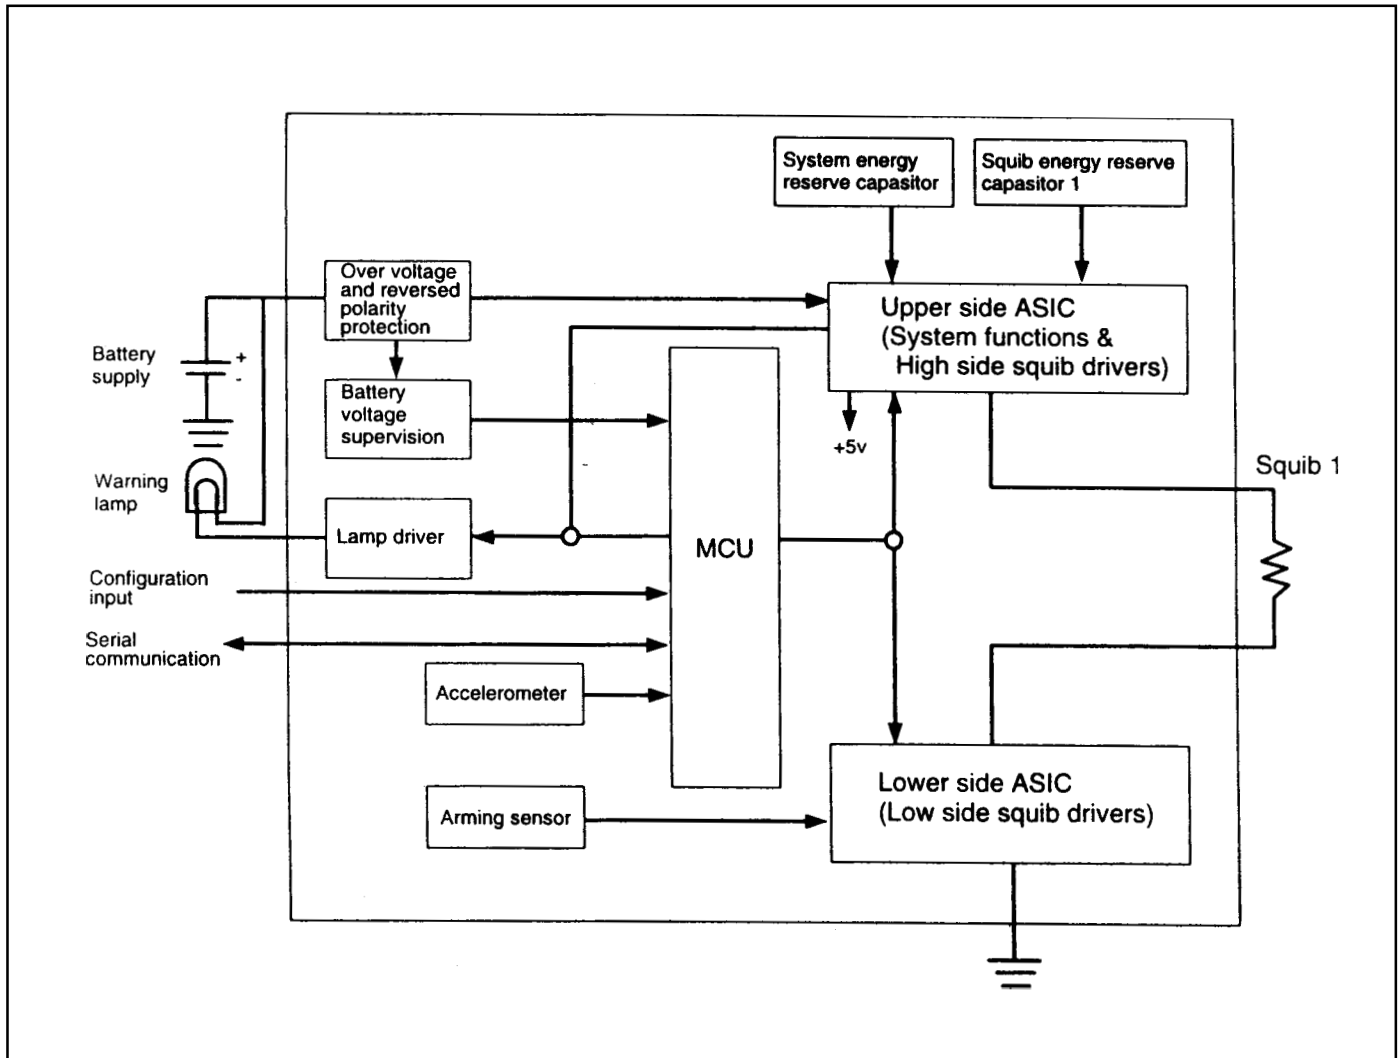 System energy
reserve capasitor
Squib energy reserve
capasitor 1
Over voltage
and reversed
polarity
protection
Upper side ASIC
(System functions &
High side squib drivers)
Battery
supply
+
-
Battery
voltage
supervision
+5v
Warning
lamp
Squib 1
Lamp driver
MCU
Configuration
input
Serial
communication
Accelerometer
Arming sensor
Lower side ASIC
(Low side squib drivers)